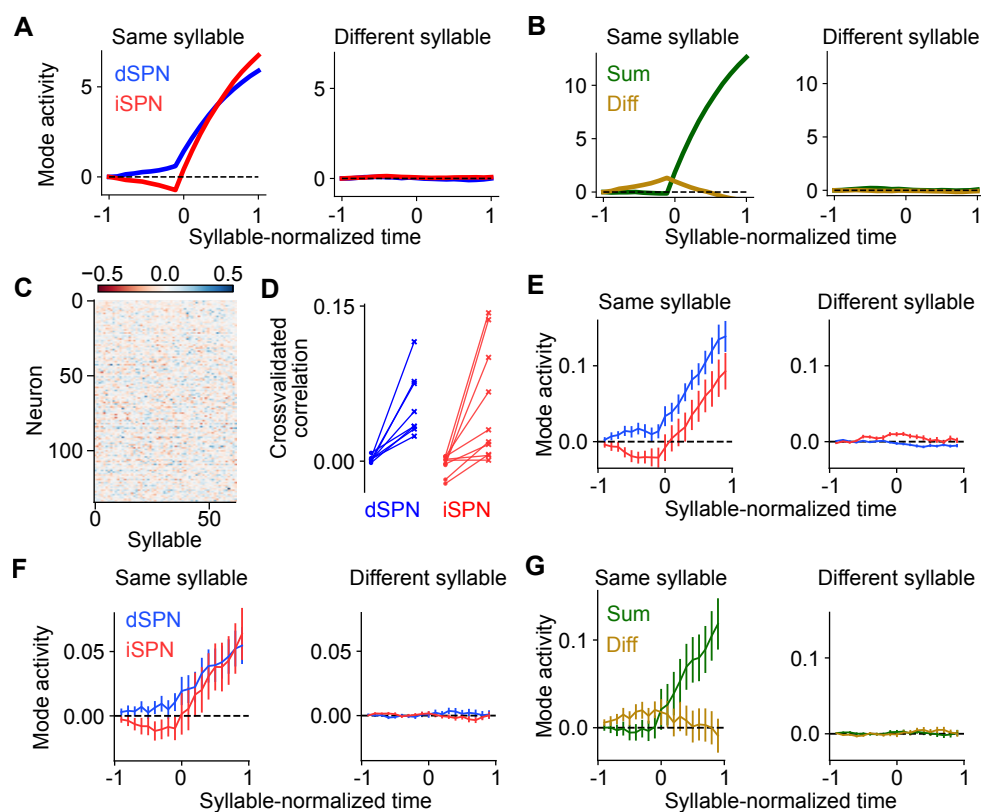 A
Same syllable
Different syllable
dSPN
iSPN
Mode activity
5
0
5
0
-1
0
1
-1
0
1
Syllable-normalized time
B
Same syllable
Different syllable
Sum
Diff
10
5
0
10
5
0
-1
0
1
-1
0
1
Syllable-normalized time
C
−0.5
0.0
0.5
Neuron
0
50
100
0
50
Syllable
D
Crossvalidated
correlation
0.15
0.00
dSPN
iSPN
E
Same syllable
Different syllable
Mode activity
0.1
0.0
0.1
0.0
-1
0
1
-1
0
1
Syllable-normalized time
F
Same syllable
Different syllable
dSPN
iSPN
Mode activity
0.05
0.00
0.05
0.00
-1
0
1
-1
0
1
Syllable-normalized time
G
Same syllable
Different syllable
Sum
Diff
Mode activity
0.1
0.0
0.1
0.0
-1
0
1
-1
0
1
Syllable-normalized time